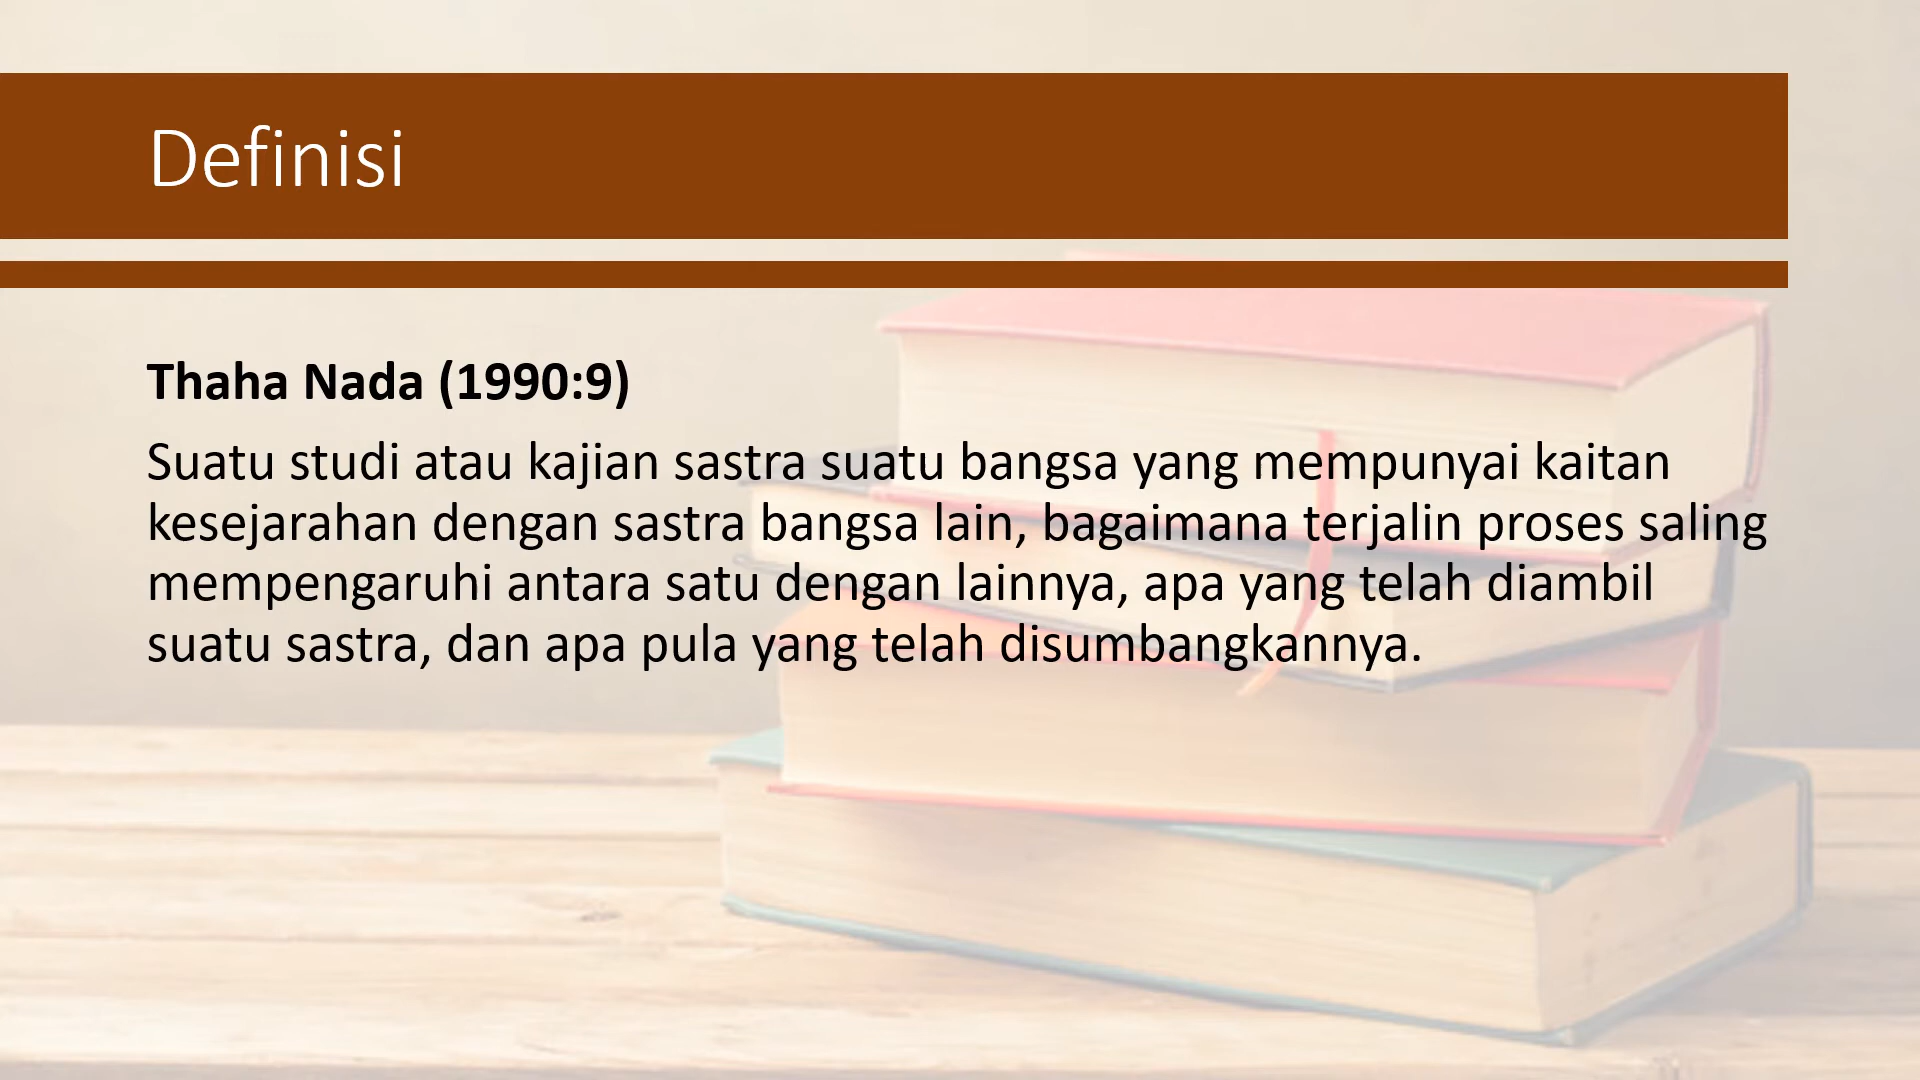 Definisi
Thaha Nada (1990:9)
Suatu studi atau kajian sastra suatu bangsa yang mempunyai kaitan
kesejarahan dengan sastra bangsa lain, bagaimana terjalin proses saling
mempengaruhi antara satu dengan lainnya, apa yang telah diambil
suatu sastra, dan apa pula yang telah disumbangkannya.